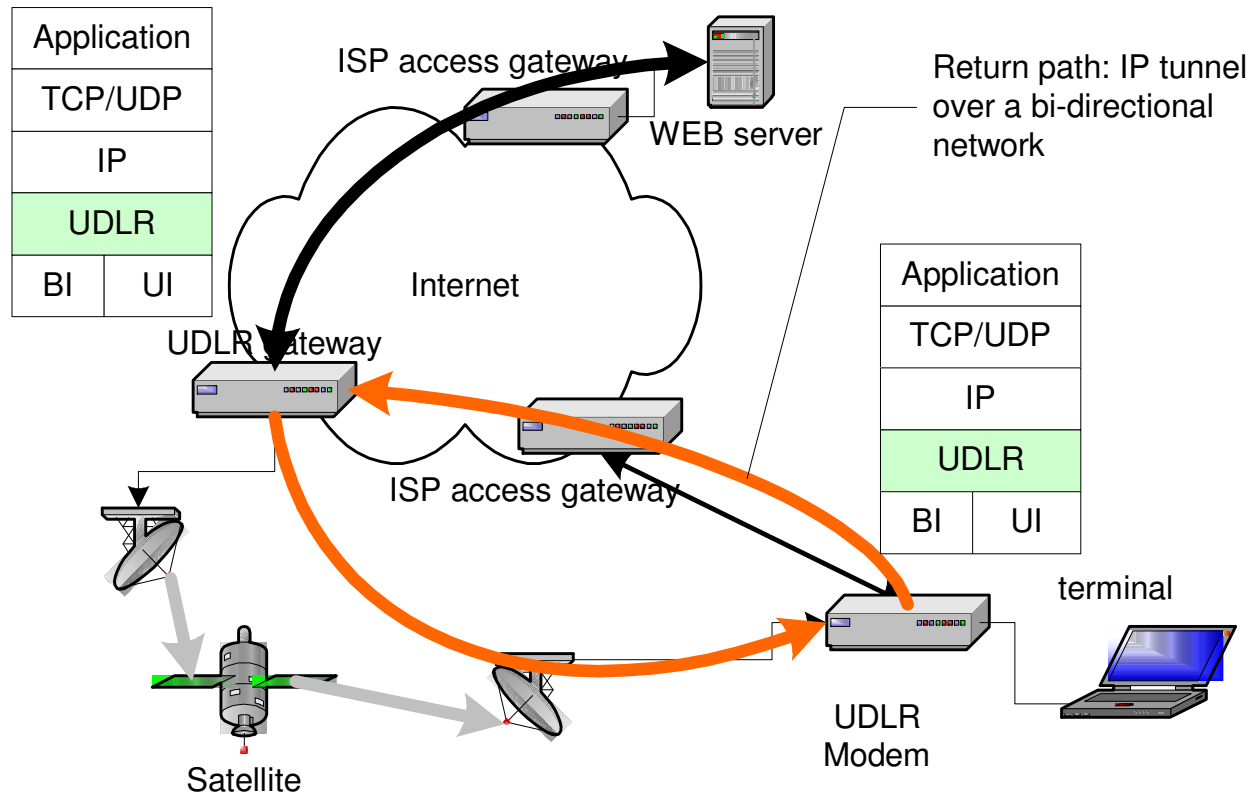 Application
TCP/UDP
IP
UDLR
BI UI
ISP access gateway
WEB server
Return path: IP tunnel
over a bi-directional
network
Internet
UDLR gateway
ISP access gateway
Application
TCP/UDP
IP
UDLR
BI UI
terminal
UDLR
Modem
Satellite